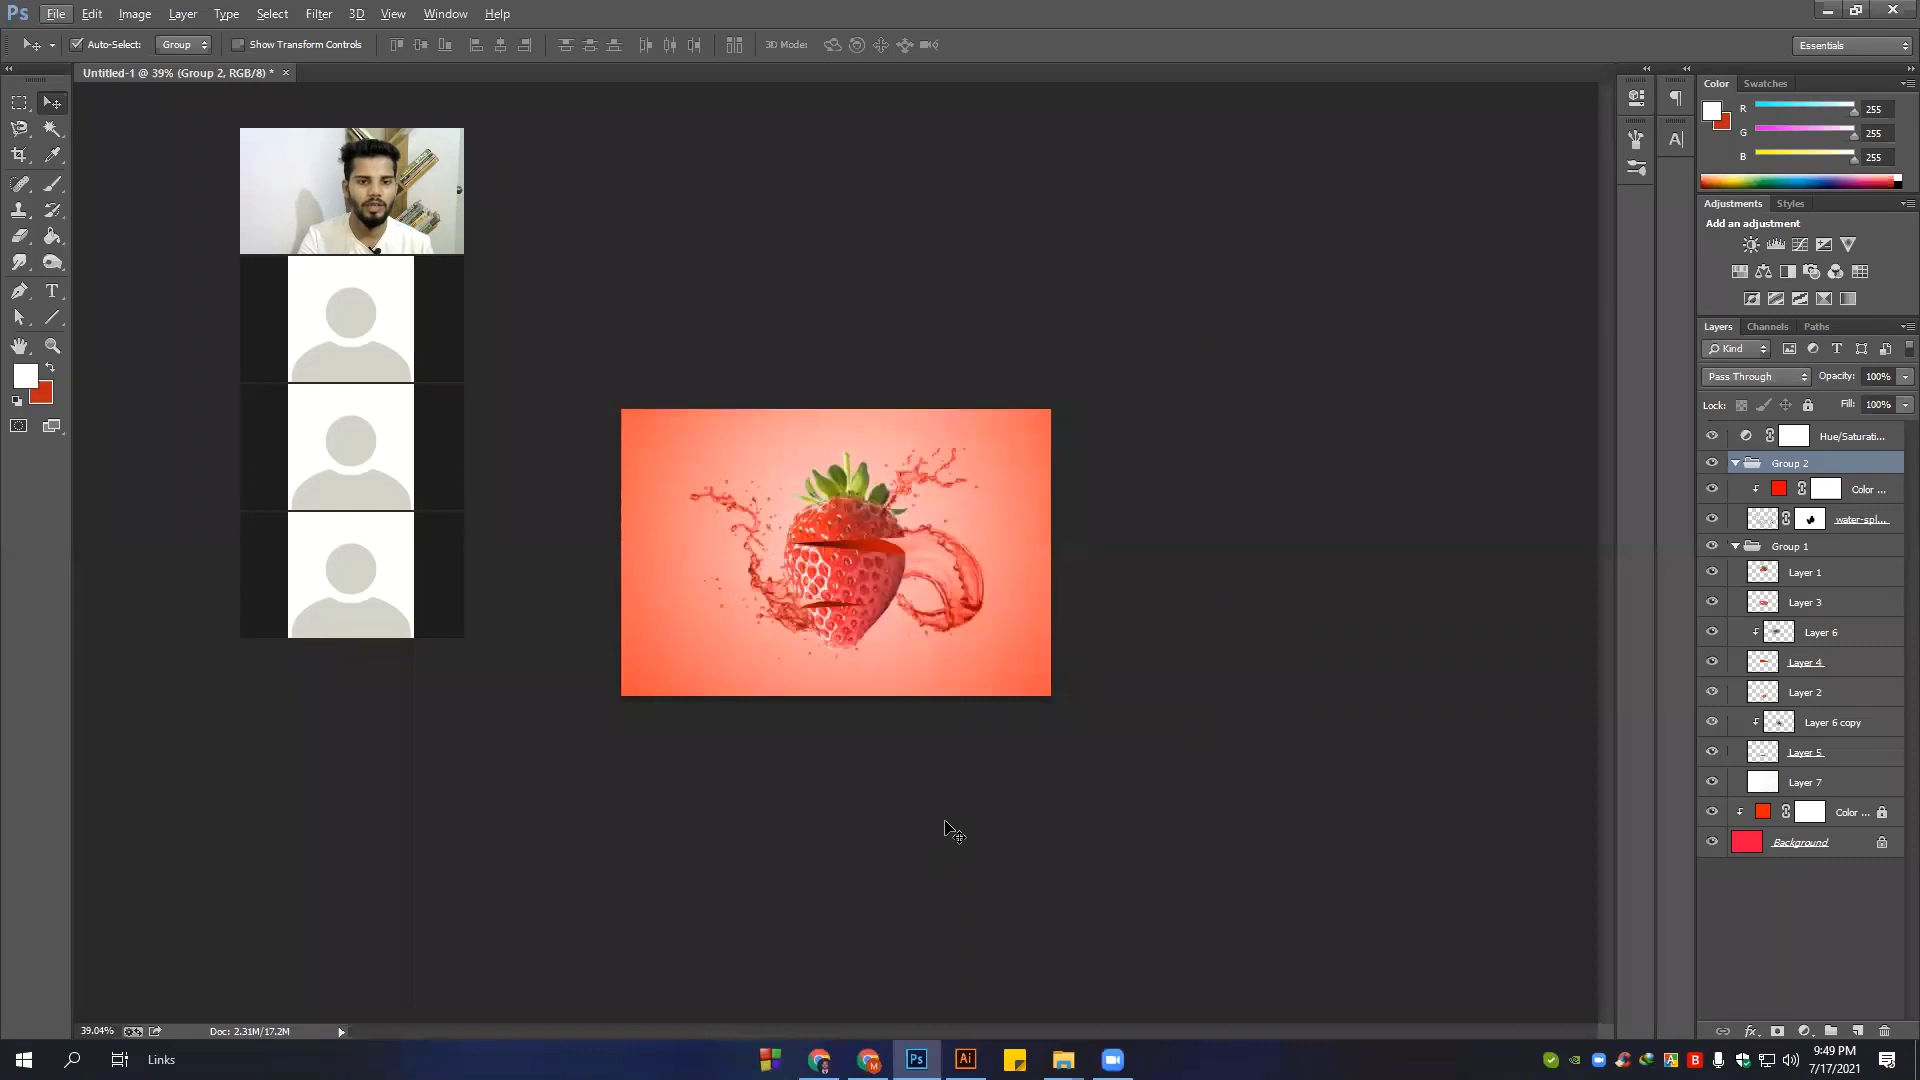 Ps File Edit Image Layer Type Select Filter 3D View Window Help
Auto-Select: Group Show Transform Controls 3D Mode: Essentials
Untitled-1 @ 39% (Group 2, RGB/8) * ×
Color Swatches
R 255
G 255
B 255
Adjustments Styles
Add an adjustment
Layers Channels Paths
Kind
Pass Through Opacity: 100%
Lock: Fill: 100%
Hue/Saturati...
Group 2
Color ...
water-spl...
Group 1
Layer 1
Layer 3
Layer 6
Layer 4
Layer 2
Layer 6 copy
Layer 5
Layer 7
Color ...
Background
39.04% Doc: 2.31M/17.2M
Links
Ps Ai
9:49 PM
7/17/2021